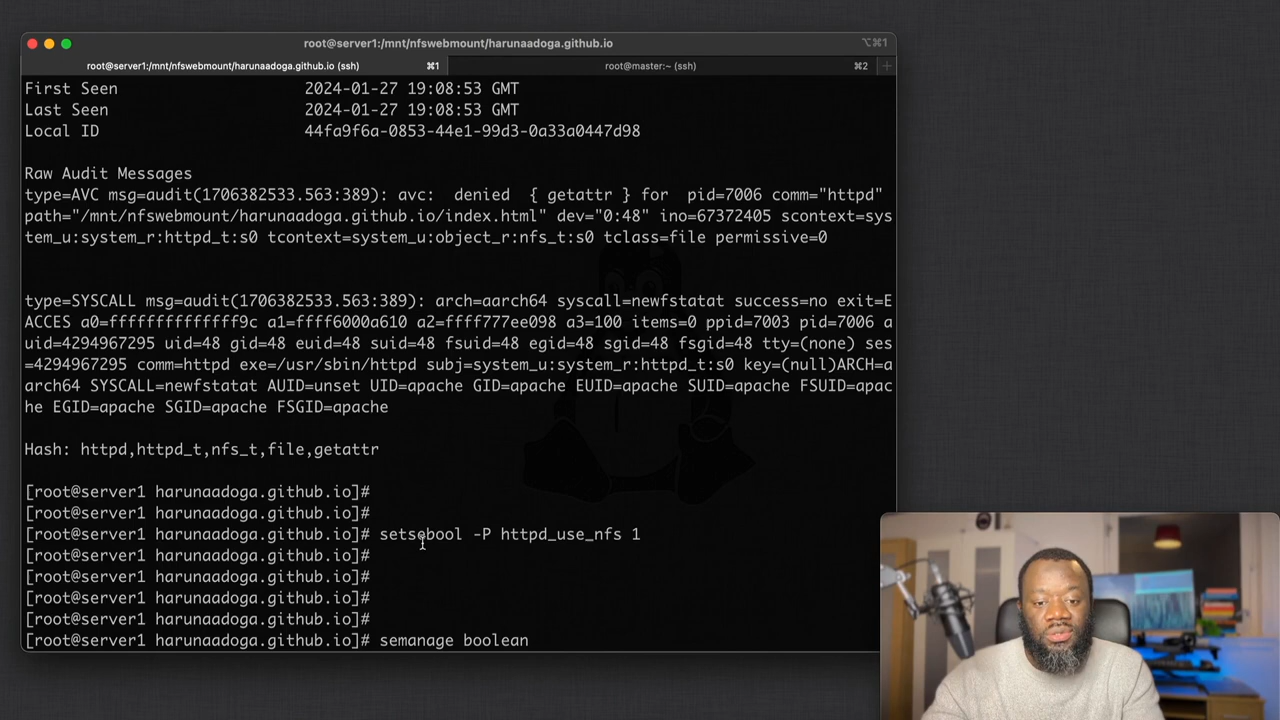 root@server1:/mnt/nfswebmount/harunaadoga.github.io
⌥⌘1
root@server1:/mnt/nfswebmount/harunaadoga.github.io (ssh) ⌘1 root@master:~ (ssh) ⌘2 +
First Seen 2024-01-27 19:08:53 GMT
Last Seen 2024-01-27 19:08:53 GMT
Local ID 44fa9f6a-0853-44e1-99d3-0a33a0447d98
Raw Audit Messages
type=AVC msg=audit(1706382533.563:389): avc:  denied  { getattr } for  pid=7006 comm="httpd"
path="/mnt/nfswebmount/harunaadoga.github.io/index.html" dev="0:48" ino=67372405 scontext=sys
tem_u:system_r:httpd_t:s0 tcontext=system_u:object_r:nfs_t:s0 tclass=file permissive=0
type=SYSCALL msg=audit(1706382533.563:389): arch=aarch64 syscall=newfstatat success=no exit=E
ACCES a0=ffffffffffffff9c a1=ffff6000a610 a2=ffff777ee098 a3=100 items=0 ppid=7003 pid=7006 a
uid=4294967295 uid=48 gid=48 euid=48 suid=48 fsuid=48 egid=48 sgid=48 fsgid=48 tty=(none) ses
=4294967295 comm=httpd exe=/usr/sbin/httpd subj=system_u:system_r:httpd_t:s0 key=(null)ARCH=a
arch64 SYSCALL=newfstatat AUID=unset UID=apache GID=apache EUID=apache SUID=apache FSUID=apac
he EGID=apache SGID=apache FSGID=apache
Hash: httpd,httpd_t,nfs_t,file,getattr
[root@server1 harunaadoga.github.io]#
[root@server1 harunaadoga.github.io]#
[root@server1 harunaadoga.github.io]# setsebool -P httpd_use_nfs 1
[root@server1 harunaadoga.github.io]#
[root@server1 harunaadoga.github.io]#
[root@server1 harunaadoga.github.io]#
[root@server1 harunaadoga.github.io]#
[root@server1 harunaadoga.github.io]# semanage boolean